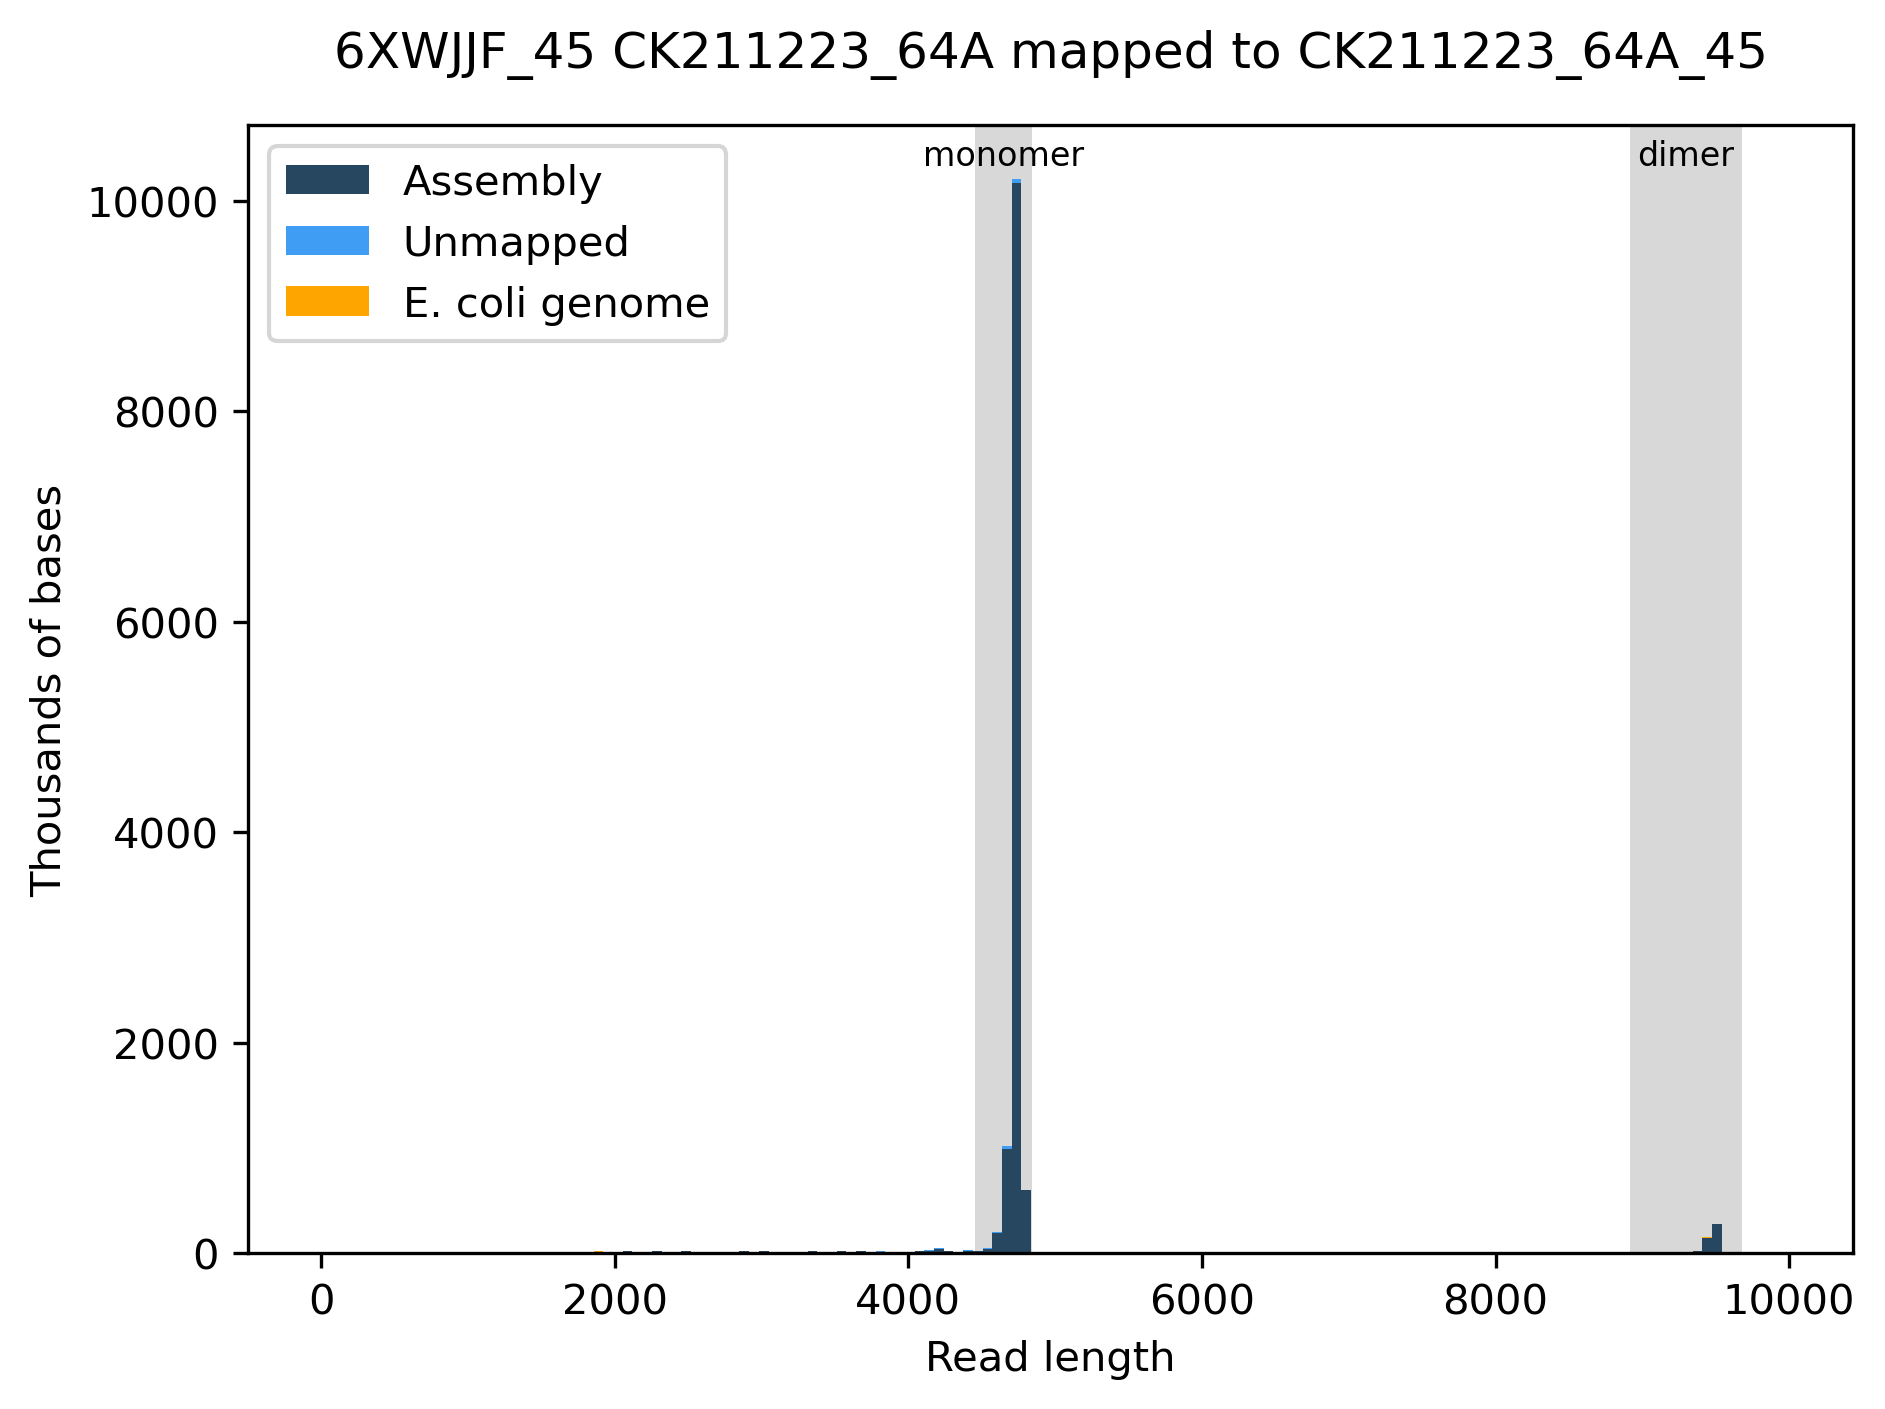 6XWJJF_45 CK211223_64A mapped to CK211223_64A_45
Assembly
Unmapped
E. coli genome
monomer
dimer
10000
8000
6000
4000
2000
0
Thousands of bases
0 2000 4000 6000 8000 10000
Read length